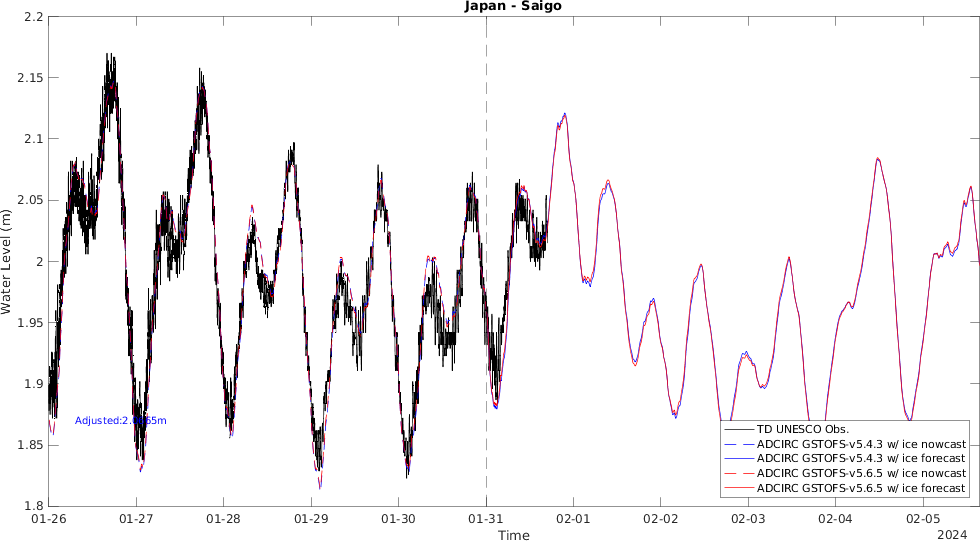 Japan - Saigo
Water Level (m)
2.2
2.15
2.1
2.05
2
1.95
1.9
1.85
1.8
Adjusted:2.
65m
TD UNESCO Obs.
ADCIRC GSTOFS-v5.4.3 w/ ice nowcast
ADCIRC GSTOFS-v5.4.3 w/ ice forecast
ADCIRC GSTOFS-v5.6.5 w/ ice nowcast
ADCIRC GSTOFS-v5.6.5 w/ ice forecast
01-26 01-27 01-28 01-29 01-30 01-31 02-01 02-02 02-03 02-04 02-05
Time
2024